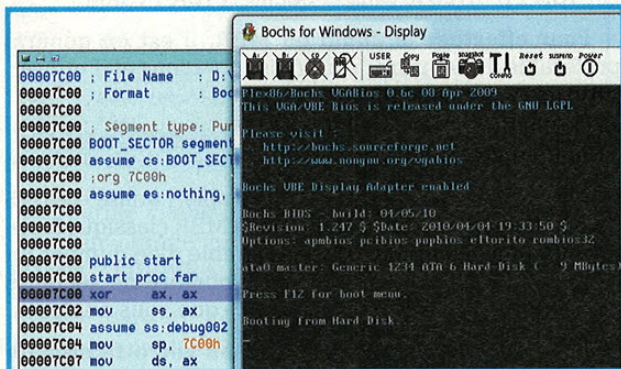 Bochs for Windows - Display
USER
Copy
Paste
snapshot
CONFIG
Reset
suspend
Power
00007C00 ; File Name : D:\
00007C00 ; Format : Boc
00007C00
00007C00 ; Segment type: Pur
00007C00 BOOT_SECTOR segment
00007C00 assume cs:BOOT_SECT
00007C00 ;org 7C00h
00007C00 assume es:nothing,
00007C00
00007C00
00007C00
00007C00 public start
00007C00 start proc far
00007C00 xor ax, ax
00007C02 mov ss, ax
00007C04 assume ss:debug002
00007C04 mov sp, 7C00h
00007C07 mov ds, ax
Plex86/Bochs VGABios 0.6c 08 Apr 2009
This VGA/VBE Bios is released under the GNU LGPL
Please visit :
. http://bochs.sourceforge.net
. http://www.nongnu.org/vgabios
Bochs VBE Display Adapter enabled
Bochs BIOS - build: 04/05/10
$Revision: 1.247 $ $Date: 2010/04/04 19:33:50 $
Options: apmbios pcibios pnpbios eltorito rombios32
ata0 master: Generic 1234 ATA-6 Hard-Disk ( 9 MBytes)
Press F12 for boot menu.
Booting from Hard Disk.